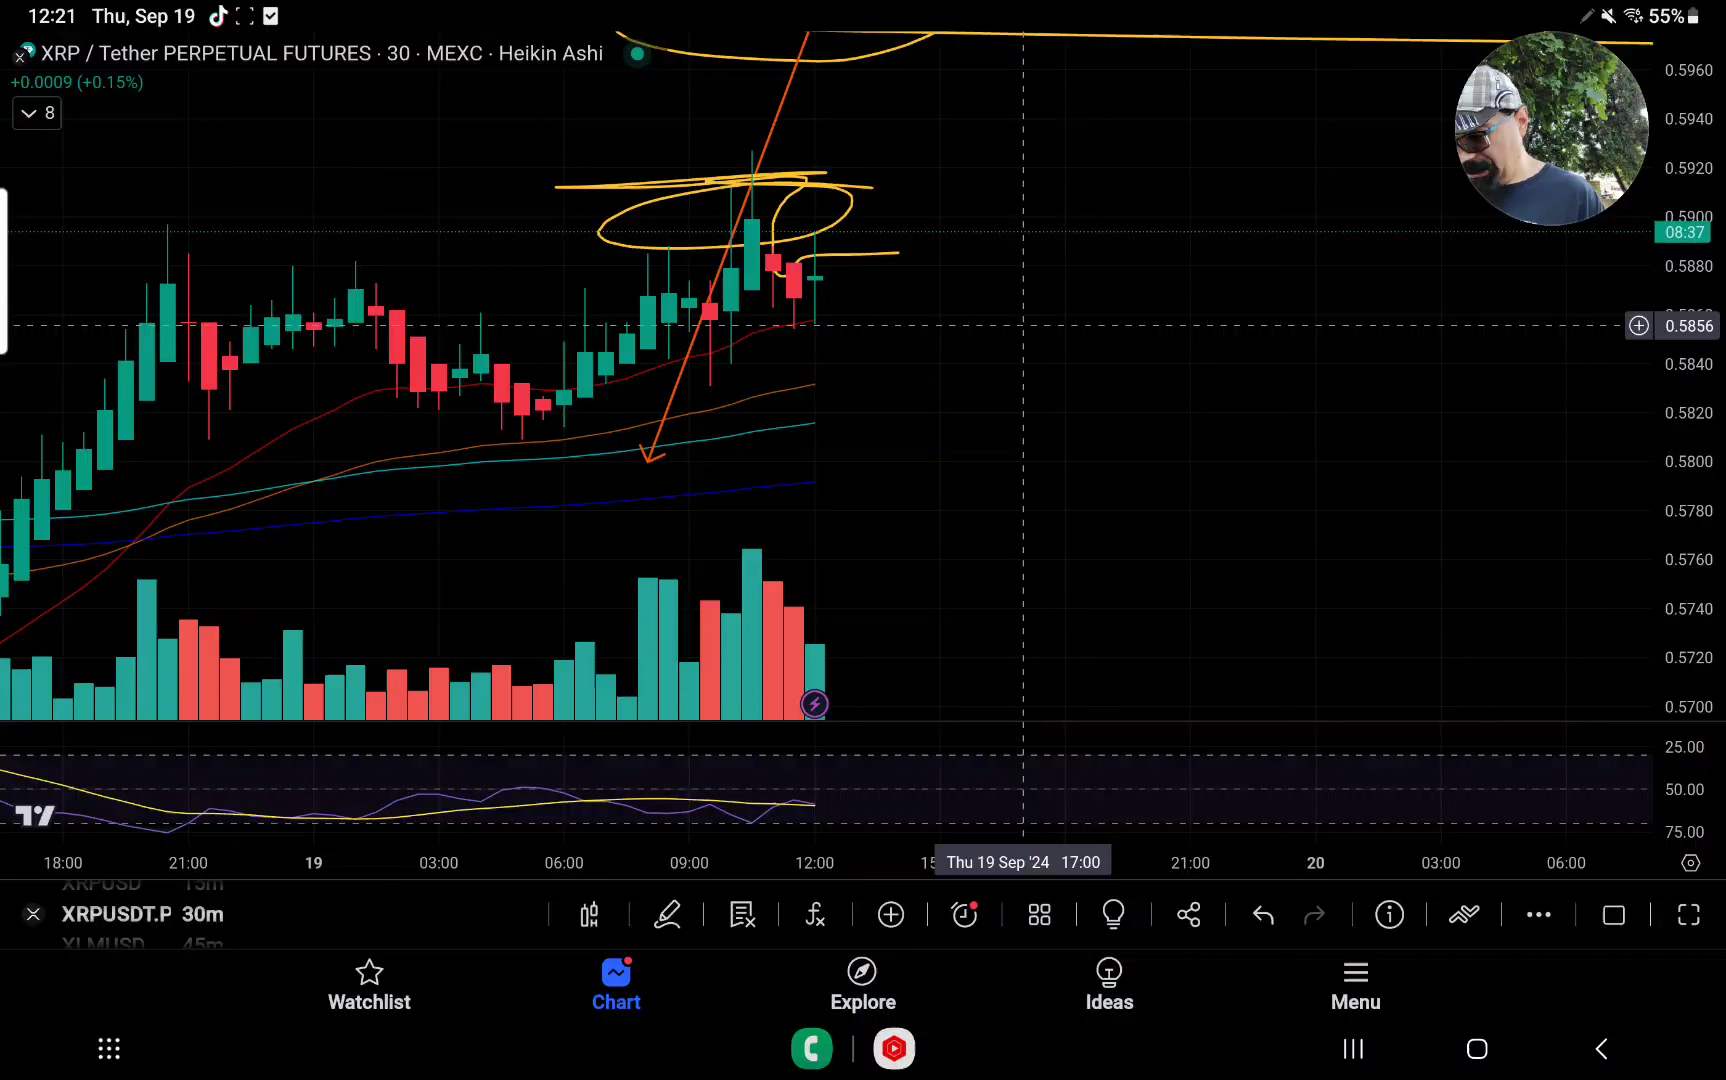 12:21 Thu, Sep 19 55%
XRP / Tether PERPETUAL FUTURES · 30 · MEXC · Heikin Ashi
+0.0009 (+0.15%)
8
0.5960
0.5940
0.5920
0.5900
08:37
0.5880
0.5856
0.5840
0.5820
0.5800
0.5780
0.5760
0.5740
0.5720
0.5700
25.00
50.00
75.00
18:00 21:00 19 03:00 06:00 09:00 12:00 Thu 19 Sep '24 17:00 21:00 20 03:00 06:00
XRPUSD 15m
XRPUSDT.P 30m
XLMUSD 45m
Watchlist Chart Explore Ideas Menu